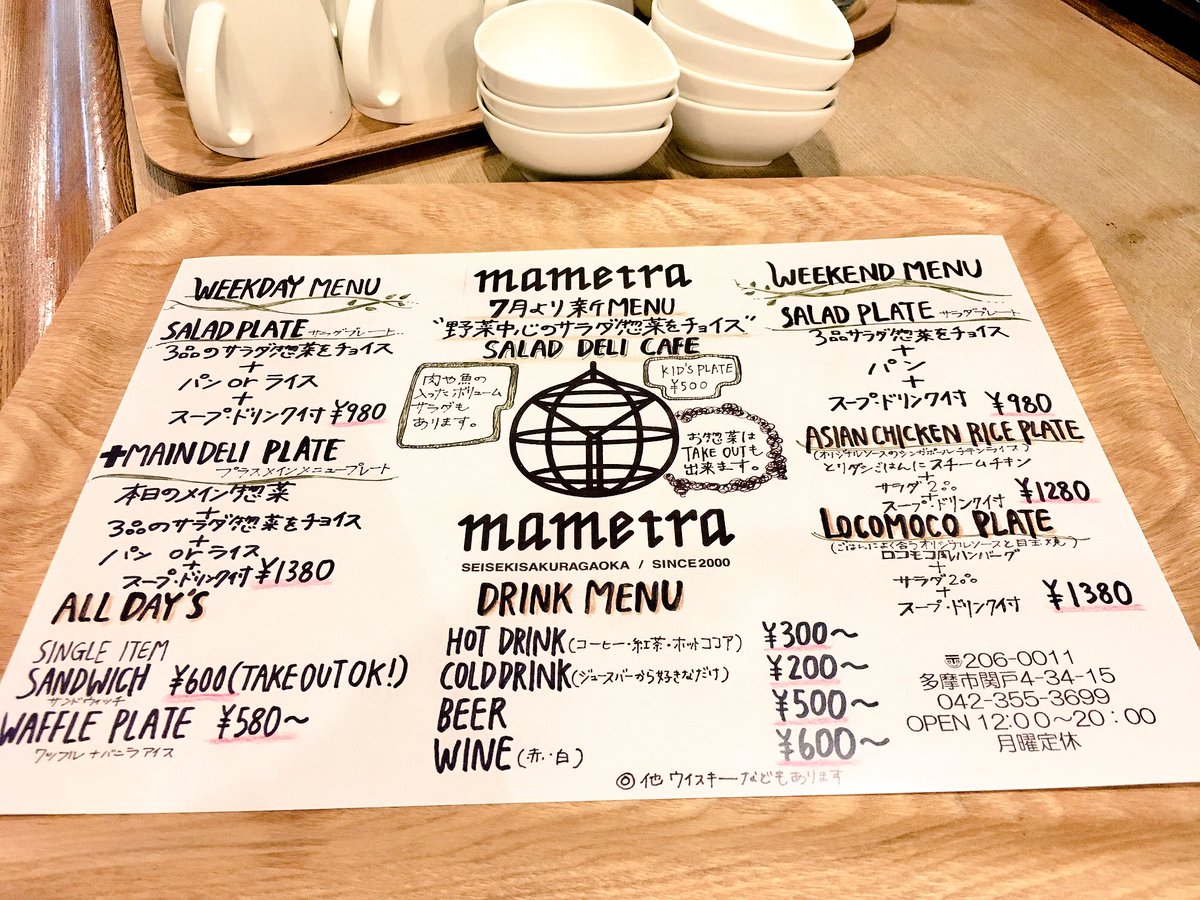 WEEKDAY MENU
SALAD PLATE サラダプレート
3品のサラダ惣菜をチョイス
+
パン or ライス
+
スープ・ドリンク付 ¥980
+MAIN DELI PLATE
プラスメインメニュープレート
本日のメイン惣菜
+
3品のサラダ惣菜をチョイス
+
パン or ライス
+
スープ・ドリンク付 ¥1380
ALL DAY'S
SINGLE ITEM
SANDWICH ¥600(TAKE OUT OK!)
サンドウィッチ
WAFFLE PLATE ¥580〜
ワッフル+バニラアイス
mametra
7月より新MENU
"野菜中心のサラダ惣菜をチョイス"
SALAD DELI CAFE
肉や魚の
入ったボリューム
サラダも
あります。
KID'S PLATE
¥500
お惣菜は
TAKE OUTも
出来ます。
mametra
SEISEKISAKURAGAOKA / SINCE2000
DRINK MENU
HOT DRINK(コーヒー・紅茶・ホットココア) ¥300〜
COLD DRINK(ジュースバーから好きなだけ) ¥200〜
BEER ¥500〜
WINE(赤・白) ¥600〜
◎他 ウイスキーなどもあります
WEEKEND MENU
SALAD PLATE サラダプレート
3品サラダ惣菜をチョイス
+
パン
+
スープ・ドリンク付 ¥980
ASIAN CHICKEN RICE PLATE
(オリジナルソースのシンガポールチキンライス)
とりダシごはんにスチームチキン
+
サラダ2品
+
スープ・ドリンク付 ¥1280
LOCOMOCO PLATE
(ごはんによく合うオリジナルソースと目玉焼)
ロコモコ風ハンバーグ
+
サラダ2品
+
スープ・ドリンク付 ¥1380
〠206-0011
多摩市関戸4-34-15
042-355-3699
OPEN 12:00〜20:00
月曜定休